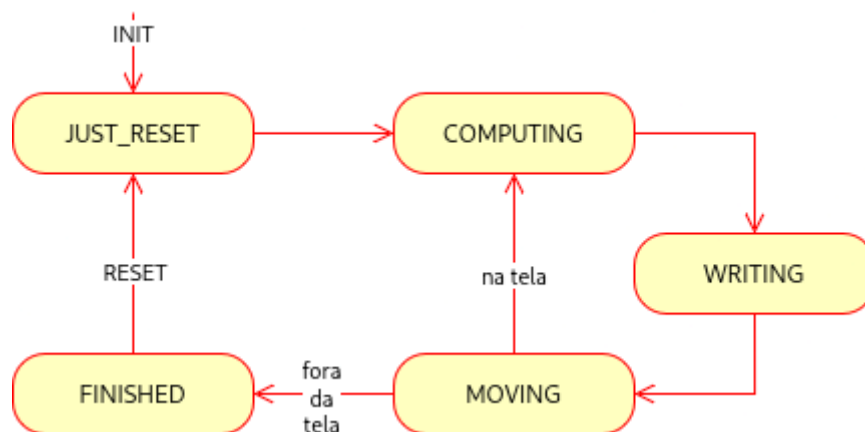 INIT
JUST_RESET
COMPUTING
WRITING
RESET
na tela
FINISHED
fora
da
tela
MOVING